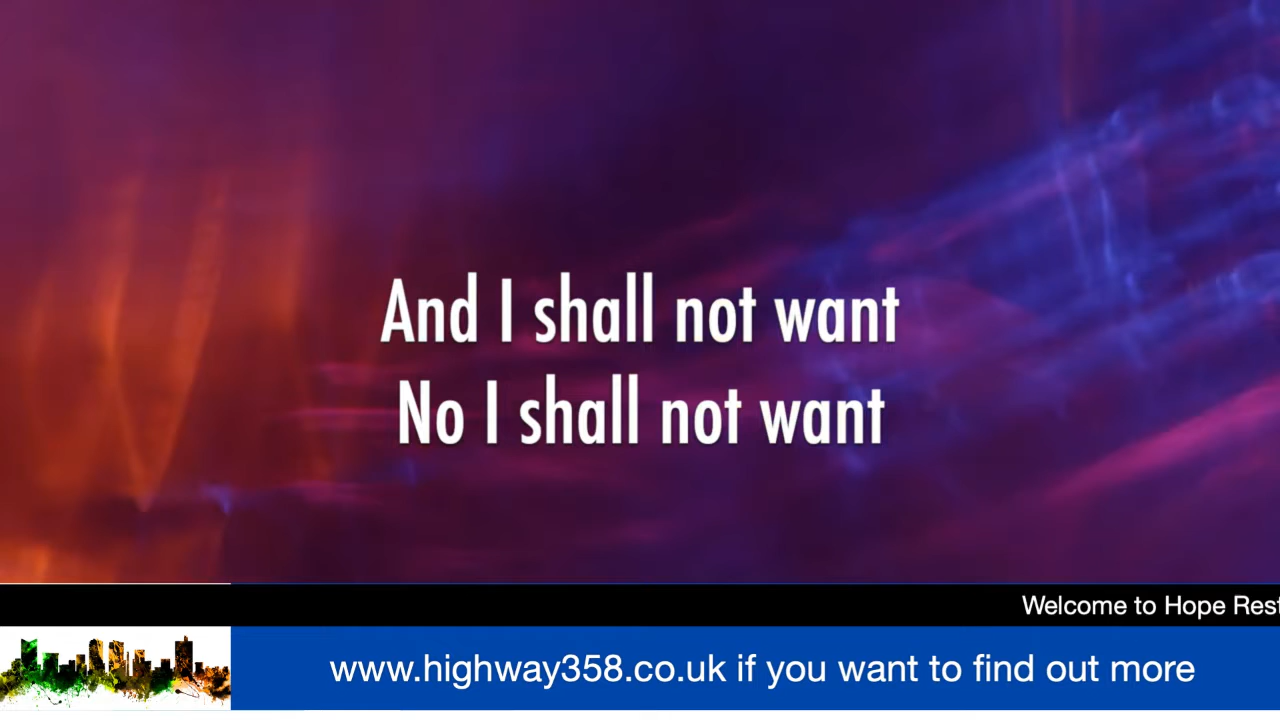 And I shall not want
No I shall not want
Welcome to Hope
www.highway358.co.uk if you want to find out more